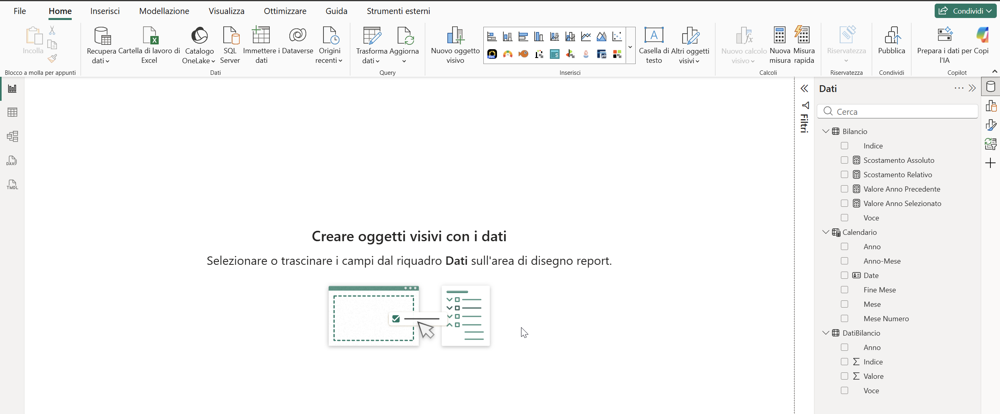 File Home Inserisci Modellazione Visualizza Ottimizzare Guida Strumenti esterni Condividi
Incolla
Blocco a molla per appunti
Recupera dati
Cartella di lavoro di Excel
Catalogo OneLake
SQL Server
Immettere i dati
Dataverse
Origini recenti
Dati
Trasforma dati
Aggiorna
Query
Nuovo oggetto visivo
PIN
Inserisci
A
Casella di testo
Altri oggetti visivi
Nuovo calcolo visivo
fx
Nuova misura
Misura rapida
Calcoli
Riservatezza
Riservatezza
Pubblica
Condividi
Prepara i dati per l'IA
Copi
Copilot
DAX
TMDL
Creare oggetti visivi con i dati
Selezionare o trascinare i campi dal riquadro Dati sull'area di disegno report.
Filtri
Dati
Cerca
Bilancio
Indice
Scostamento Assoluto
Scostamento Relativo
Valore Anno Precedente
Valore Anno Selezionato
Voce
Calendario
Anno
Anno-Mese
Date
Fine Mese
Mese
Mese Numero
DatiBilancio
Anno
Σ Indice
Σ Valore
Voce